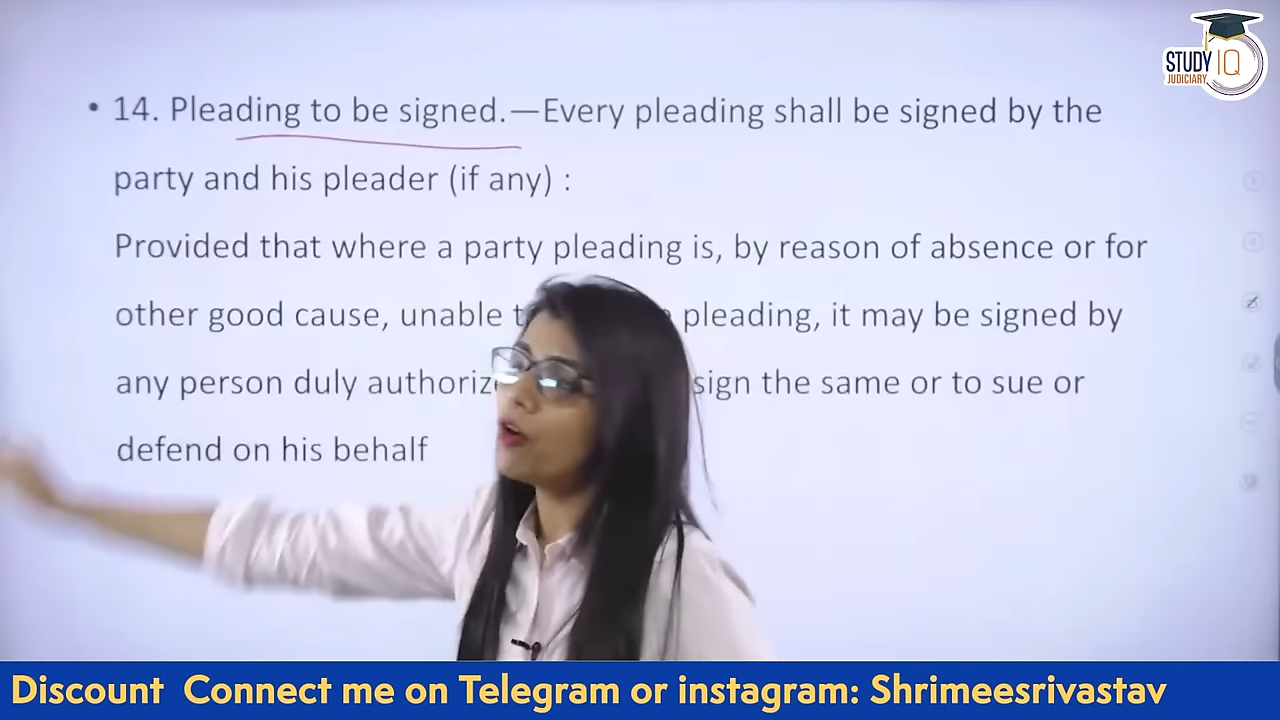 STUDY IQ
JUDICIARY
• 14. Pleading to be signed.—Every pleading shall be signed by the
party and his pleader (if any) :
Provided that where a party pleading is, by reason of absence or for
other good cause, unable pleading, it may be signed by
any person duly sign the same or to sue or
defend on his behalf
Discount Connect me on Telegram or instagram: Shrimeesrivastav